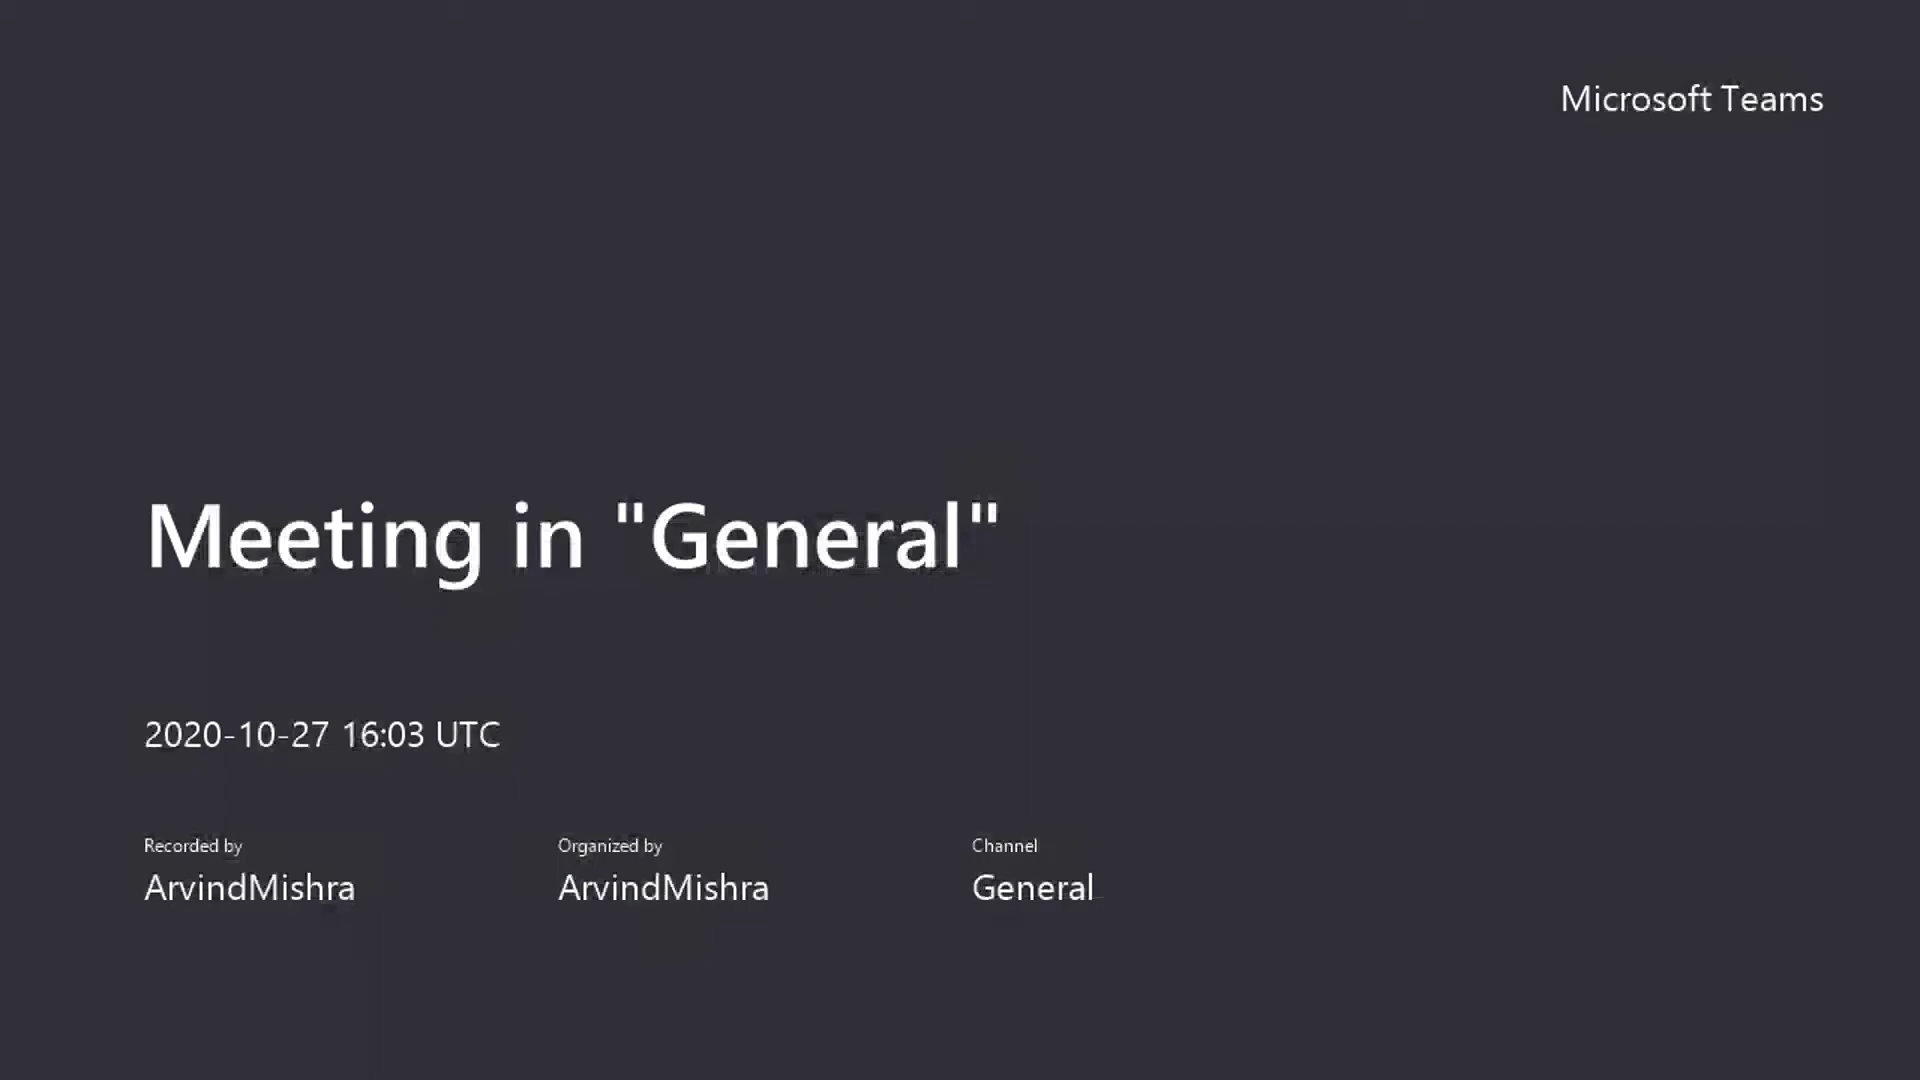 Microsoft Teams
Meeting in "General"
2020-10-27 16:03 UTC
Recorded by
ArvindMishra
Organized by
ArvindMishra
Channel
General